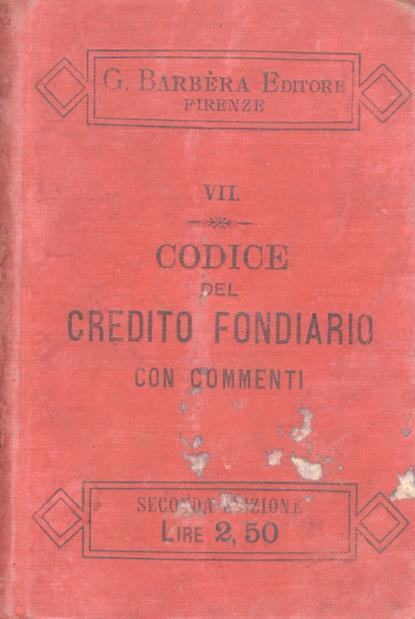 G. BARBÈRA EDITORE
FIRENZE
VII.
CODICE
DEL
CREDITO FONDIARIO
CON COMMENTI
SECONDA EDIZIONE
LIRE 2,50